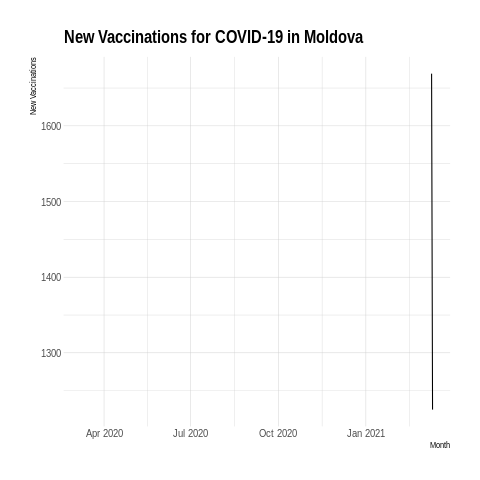 New Vaccinations for COVID-19 in Moldova
New Vaccinations
1600
1500
1400
1300
Apr 2020 Jul 2020 Oct 2020 Jan 2021
Month